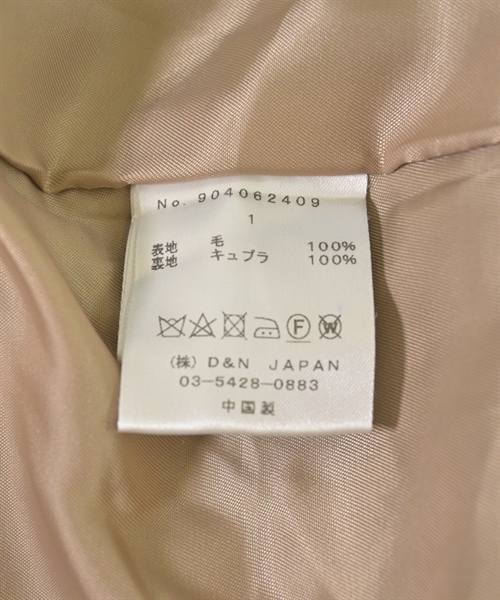 No. 904062409
1
表地 毛 100%
裏地 キュプラ 100%
F W
(株) D&N JAPAN
03-5428-0883
中国製